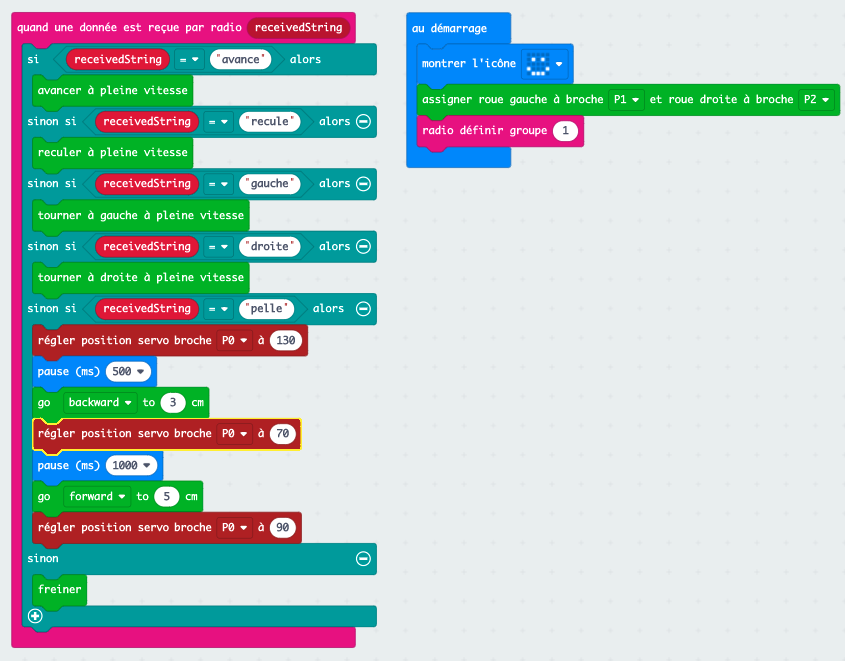 quand une donnée est reçue par radio receivedString
si receivedString = "avance" alors
avancer à pleine vitesse
sinon si receivedString = "recule" alors
reculer à pleine vitesse
sinon si receivedString = "gauche" alors
tourner à gauche à pleine vitesse
sinon si receivedString = "droite" alors
tourner à droite à pleine vitesse
sinon si receivedString = "pelle" alors
régler position servo broche P0 à 130
pause (ms) 500
go backward to 3 cm
régler position servo broche P0 à 70
pause (ms) 1000
go forward to 5 cm
régler position servo broche P0 à 90
sinon
freiner
au démarrage
montrer l'icône
assigner roue gauche à broche P1 et roue droite à broche P2
radio définir groupe 1